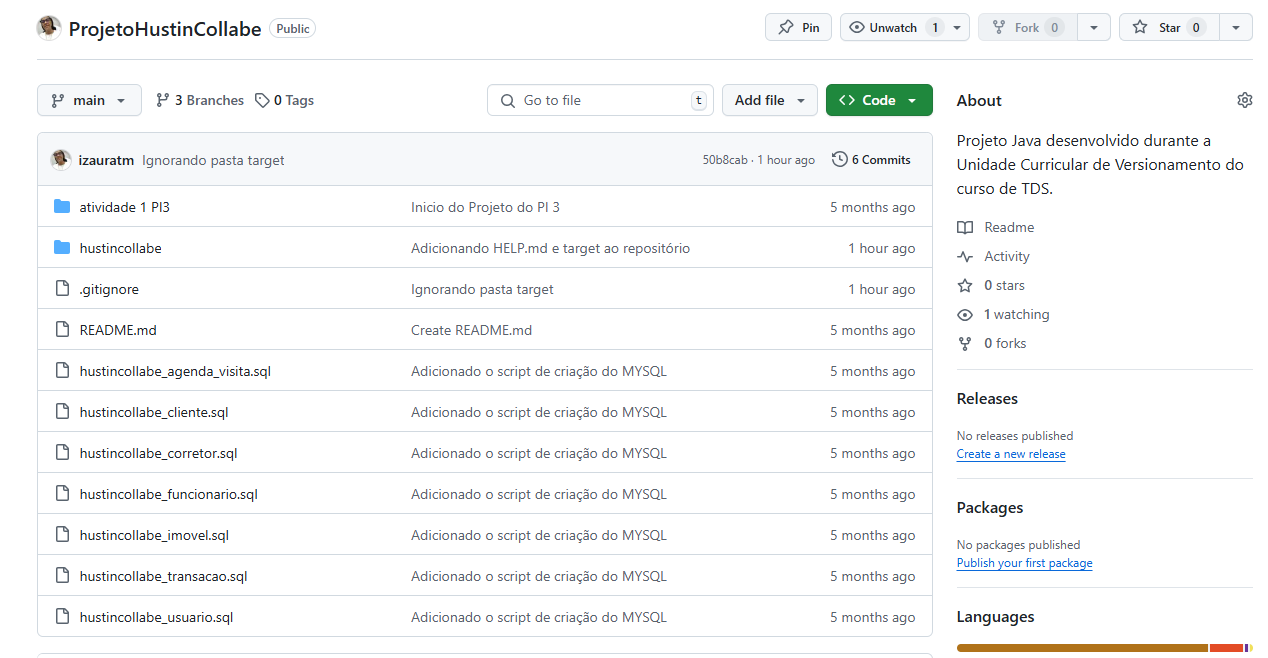 ProjetoHustinCollabe Public Pin Unwatch 1 Fork 0 Star 0
main 3 Branches 0 Tags Go to file t Add file Code
izauratm Ignorando pasta target 50b8cab · 1 hour ago 6 Commits
atividade 1 PI3 Inicio do Projeto do PI 3 5 months ago
hustincollabe Adicionando HELP.md e target ao repositório 1 hour ago
.gitignore Ignorando pasta target 1 hour ago
README.md Create README.md 5 months ago
hustincollabe_agenda_visita.sql Adicionado o script de criação do MYSQL 5 months ago
hustincollabe_cliente.sql Adicionado o script de criação do MYSQL 5 months ago
hustincollabe_corretor.sql Adicionado o script de criação do MYSQL 5 months ago
hustincollabe_funcionario.sql Adicionado o script de criação do MYSQL 5 months ago
hustincollabe_imovel.sql Adicionado o script de criação do MYSQL 5 months ago
hustincollabe_transacao.sql Adicionado o script de criação do MYSQL 5 months ago
hustincollabe_usuario.sql Adicionado o script de criação do MYSQL 5 months ago
About
Projeto Java desenvolvido durante a
Unidade Curricular de Versionamento do
curso de TDS.
Readme
Activity
0 stars
1 watching
0 forks
Releases
No releases published
Create a new release
Packages
No packages published
Publish your first package
Languages